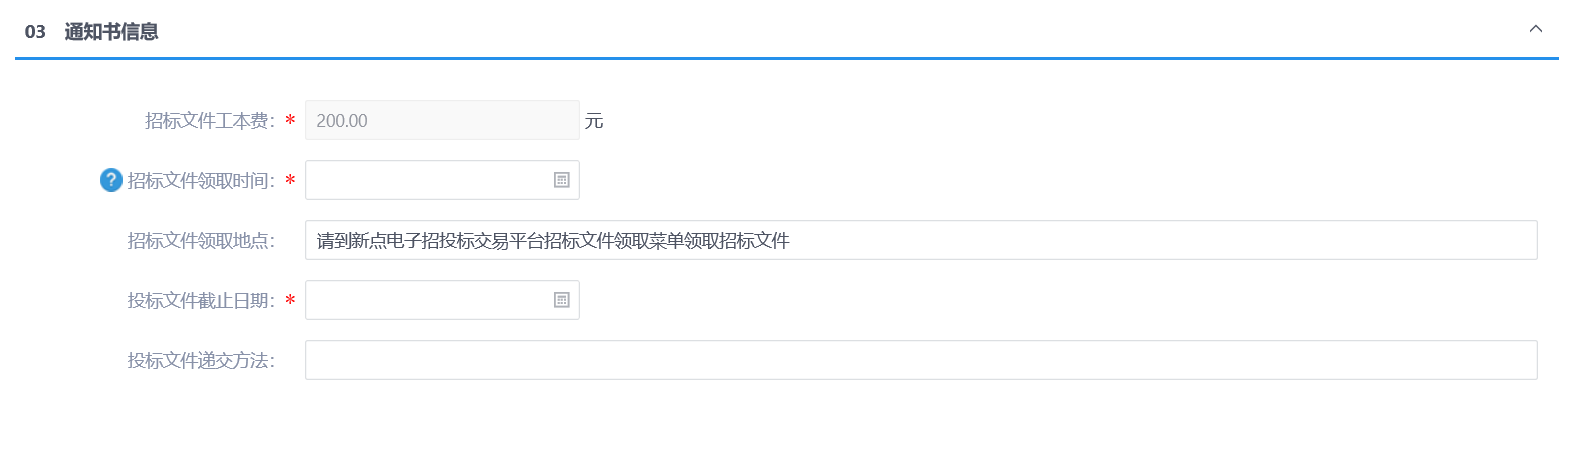 03 通知书信息
招标文件工本费：* 200.00 元
? 招标文件领取时间：*
招标文件领取地点： 请到新点电子招投标交易平台招标文件领取菜单领取招标文件
投标文件截止日期：*
投标文件递交方法：